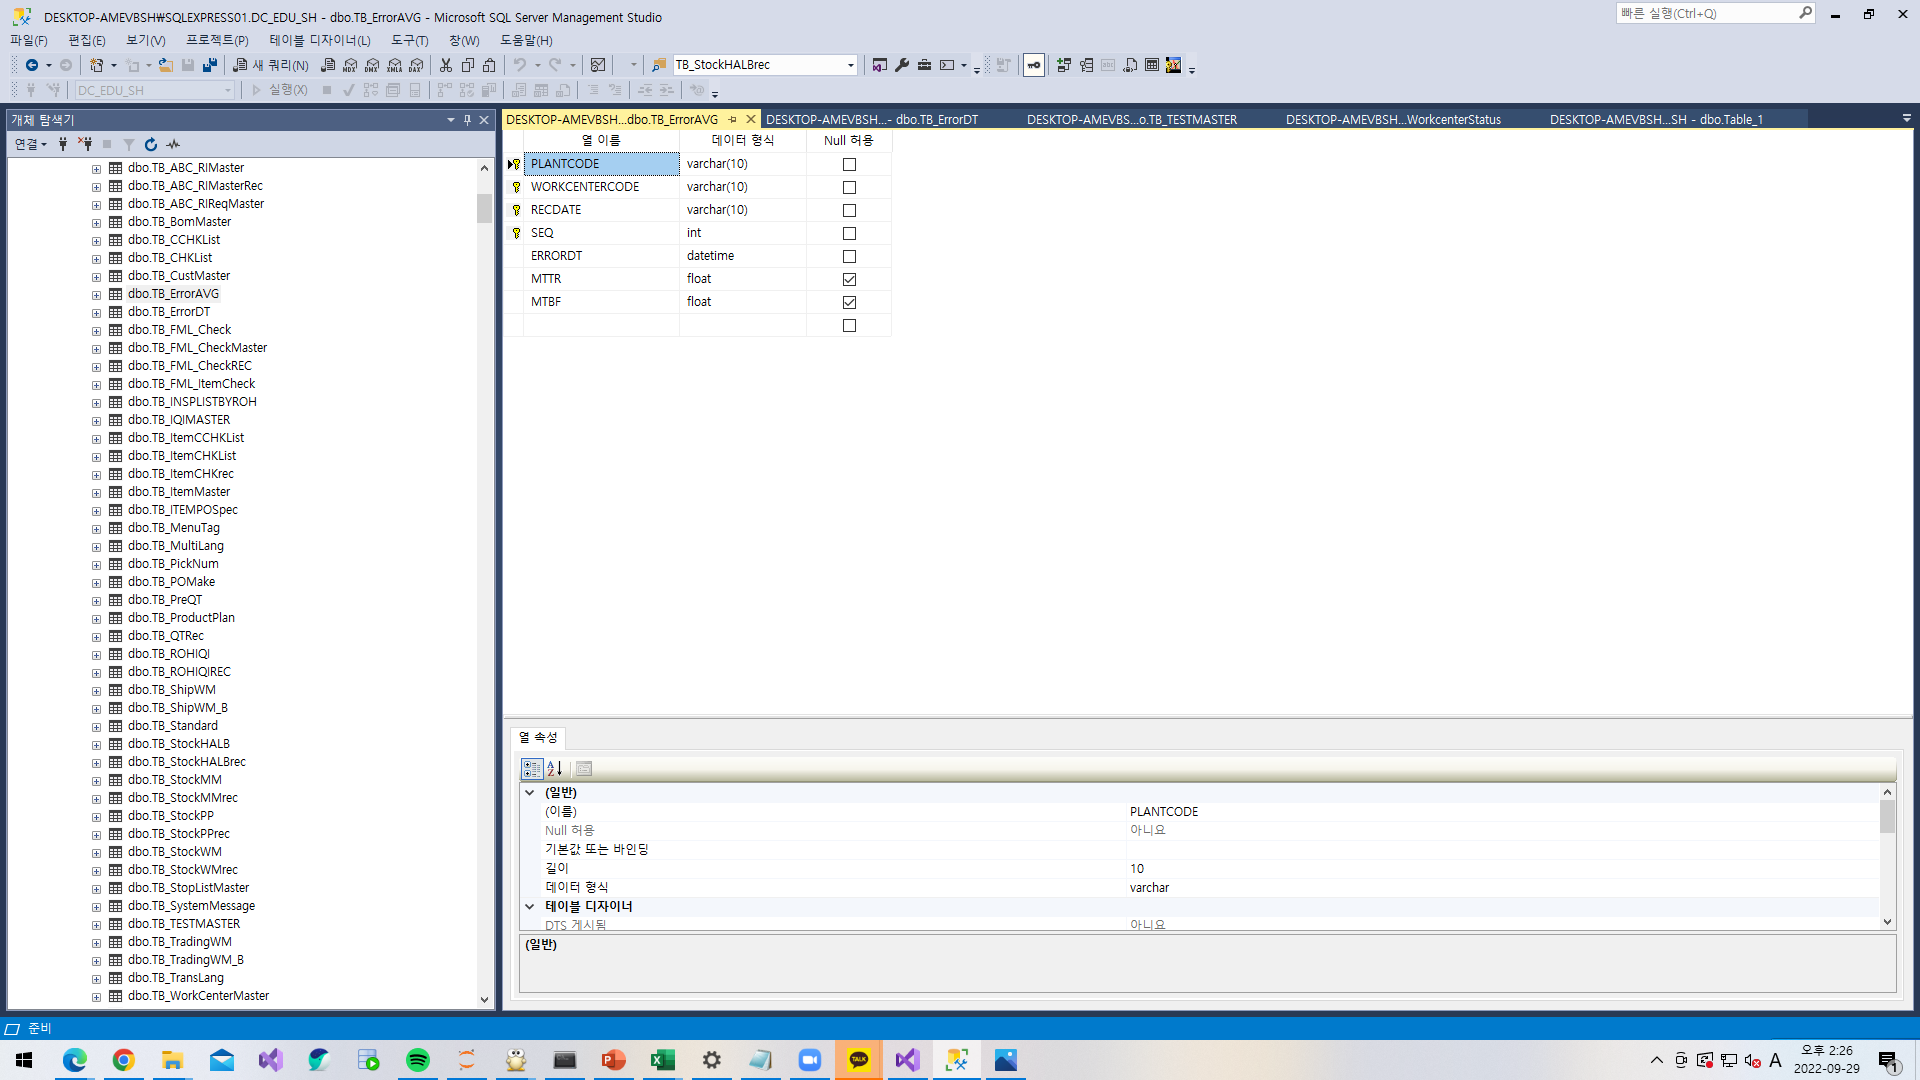 DESKTOP-AMEVBSH\SQLEXPRESS01.DC_EDU_SH - dbo.TB_ErrorAVG - Microsoft SQL Server Management Studio
빠른 실행(Ctrl+Q)
파일(F) 편집(E) 보기(V) 프로젝트(P) 테이블 디자이너(L) 도구(T) 창(W) 도움말(H)
새 쿼리(N) MDX DMX XMLA DAX TB_StockHALBrec
DC_EDU_SH 실행(X)
개체 탐색기
연결
dbo.TB_ABC_RIMaster
dbo.TB_ABC_RIMasterRec
dbo.TB_ABC_RIReqMaster
dbo.TB_BomMaster
dbo.TB_CCHKList
dbo.TB_CHKList
dbo.TB_CustMaster
dbo.TB_ErrorAVG
dbo.TB_ErrorDT
dbo.TB_FML_Check
dbo.TB_FML_CheckMaster
dbo.TB_FML_CheckREC
dbo.TB_FML_ItemCheck
dbo.TB_INSPLISTBYROH
dbo.TB_IQIMASTER
dbo.TB_ItemCCHKList
dbo.TB_ItemCHKList
dbo.TB_ItemCHKrec
dbo.TB_ItemMaster
dbo.TB_ITEMPOSpec
dbo.TB_MenuTag
dbo.TB_MultiLang
dbo.TB_PickNum
dbo.TB_POMake
dbo.TB_PreQT
dbo.TB_ProductPlan
dbo.TB_QTRec
dbo.TB_ROHIQI
dbo.TB_ROHIQIREC
dbo.TB_ShipWM
dbo.TB_ShipWM_B
dbo.TB_Standard
dbo.TB_StockHALB
dbo.TB_StockHALBrec
dbo.TB_StockMM
dbo.TB_StockMMrec
dbo.TB_StockPP
dbo.TB_StockPPrec
dbo.TB_StockWM
dbo.TB_StockWMrec
dbo.TB_StopListMaster
dbo.TB_SystemMessage
dbo.TB_TESTMASTER
dbo.TB_TradingWM
dbo.TB_TradingWM_B
dbo.TB_TransLang
dbo.TB_WorkCenterMaster
DESKTOP-AMEVBSH...dbo.TB_ErrorAVG DESKTOP-AMEVBSH...- dbo.TB_ErrorDT DESKTOP-AMEVBS...o.TB_TESTMASTER DESKTOP-AMEVBSH...WorkcenterStatus DESKTOP-AMEVBSH...SH - dbo.Table_1
열 이름 데이터 형식 Null 허용
PLANTCODE varchar(10)
WORKCENTERCODE varchar(10)
RECDATE varchar(10)
SEQ int
ERRORDT datetime
MTTR float
MTBF float
열 속성
(일반)
(이름) PLANTCODE
Null 허용 아니요
기본값 또는 바인딩
길이 10
데이터 형식 varchar
테이블 디자이너
DTS 게시됨 아니요
(일반)
준비
TALK
A
오후 2:26
2022-09-29
1